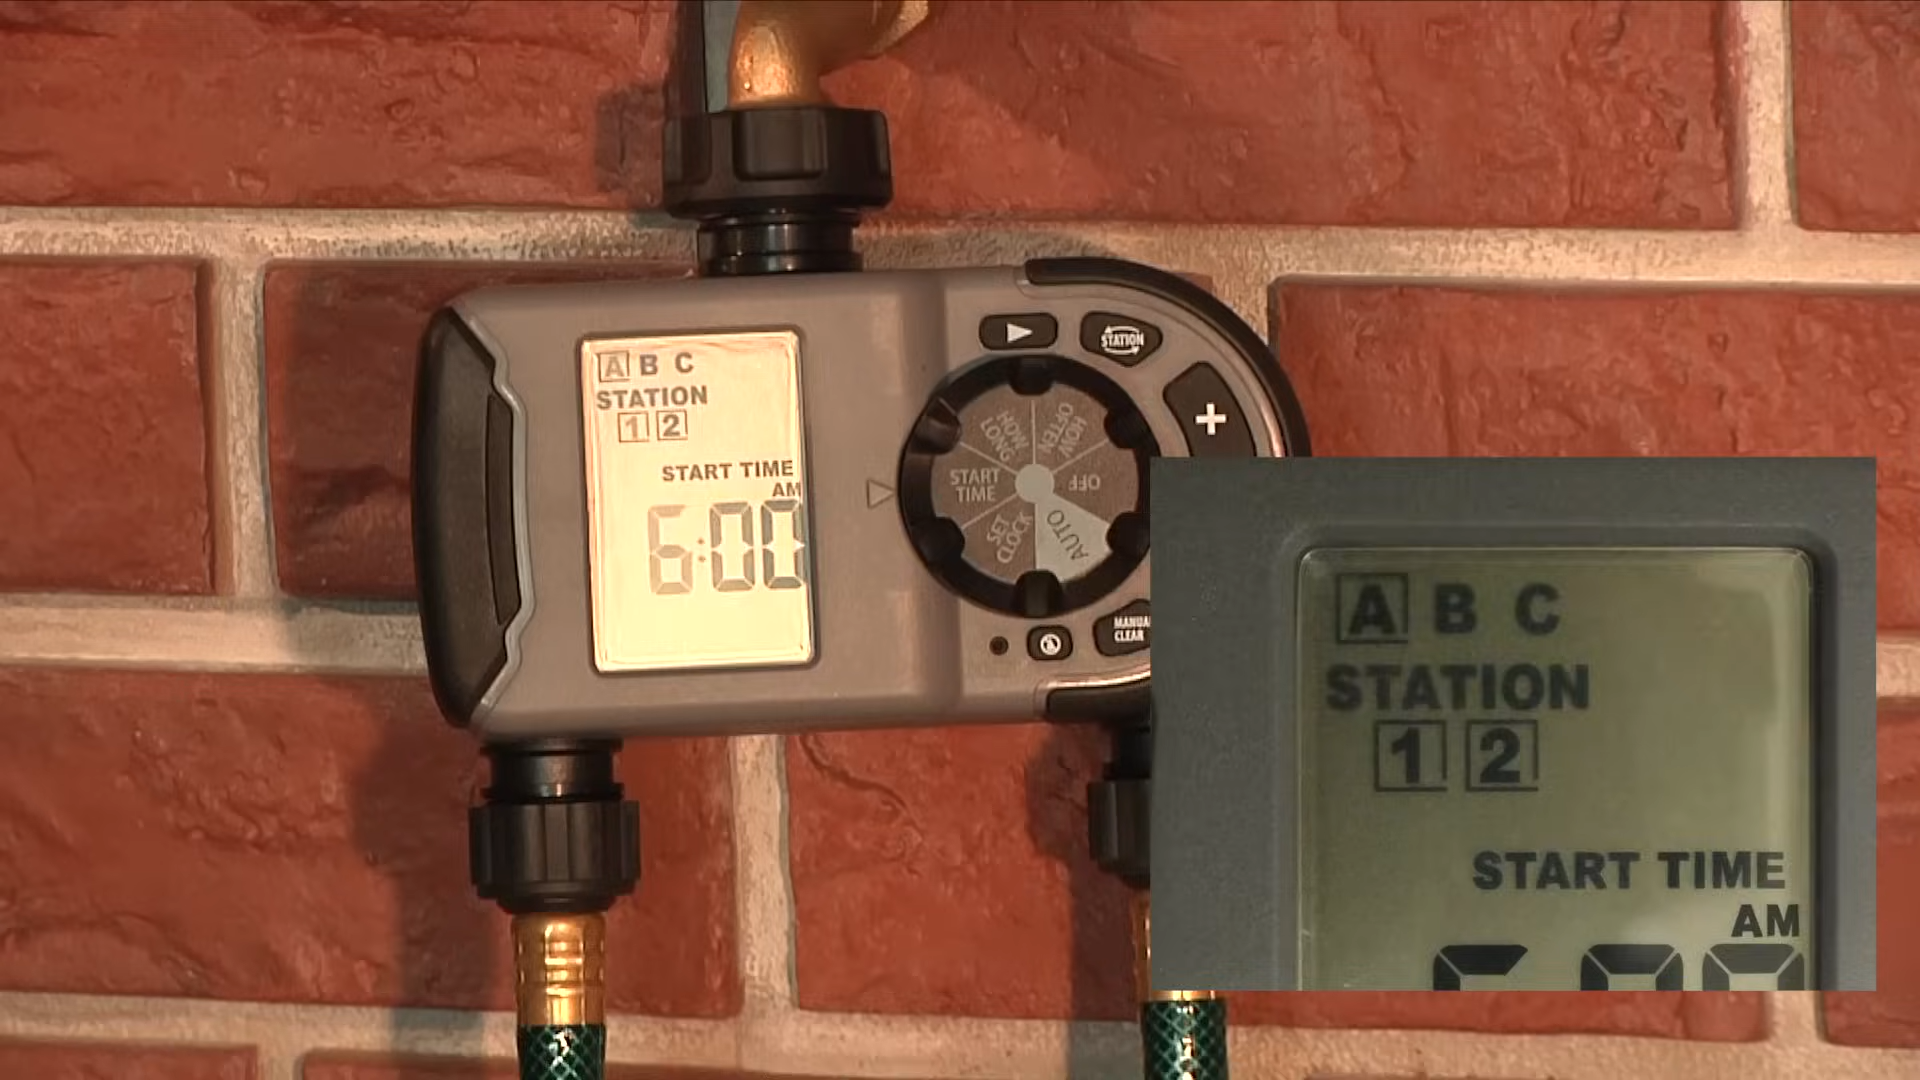 A B C
STATION
1 2
START TIME
AM
6:00
STATION
+
HOW LONG
HOW OFTEN
START TIME
OFF
SET CLOCK
AUTO
MANUA
CLEAR
A B C
STATION
1 2
START TIME
AM